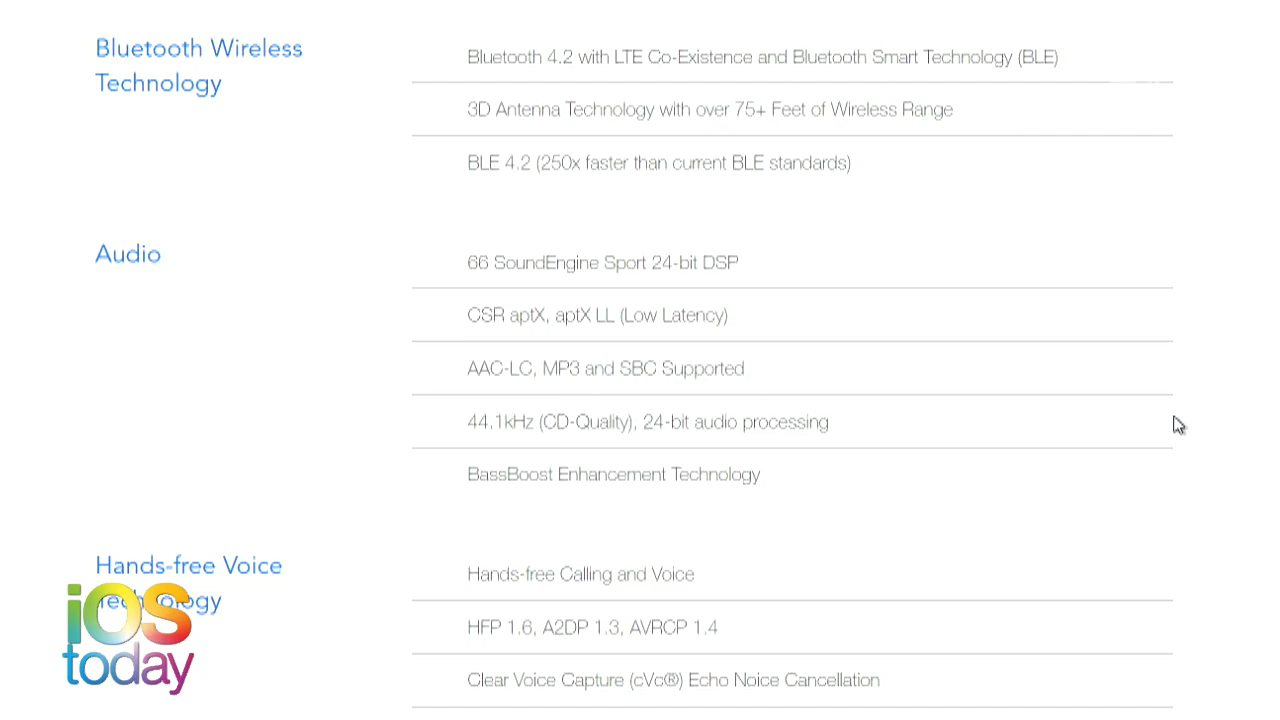 Bluetooth Wireless
Technology
Bluetooth 4.2 with LTE Co-Existence and Bluetooth Smart Technology (BLE)
3D Antenna Technology with over 75+ Feet of Wireless Range
BLE 4.2 (250x faster than current BLE standards)
Audio
66 SoundEngine Sport 24-bit DSP
CSR aptX, aptX LL (Low Latency)
AAC-LC, MP3 and SBC Supported
44.1kHz (CD-Quality), 24-bit audio processing
BassBoost Enhancement Technology
Hands-free Voice
Technology
Hands-free Calling and Voice
HFP 1.6, A2DP 1.3, AVRCP 1.4
Clear Voice Capture (cVc®) Echo Noice Cancellation
iOS
today